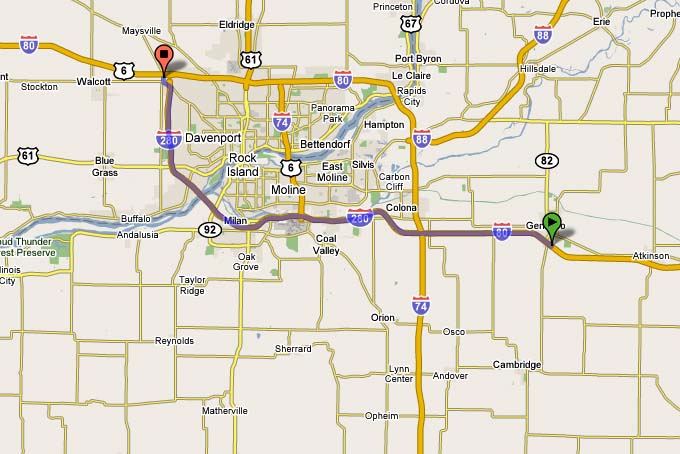 Princeton
Cordova
Prophe
67
Erie
Eldridge
Maysville
88
80
61
Port Byron
Hillsdale
6
Walcott
Stockton
80
Le Claire
Rapids
City
Panorama
Park
74
Hampton
Davenport
280
Bettendorf
88
61
Blue
Grass
Rock
Island
6
East
Moline
Silvis
82
Moline
Carbon
Cliff
Buffalo
Milan
280
Colona
Andalusia
92
80
Coal
Valley
Oak
Grove
Atkinson
est Preserve
City
Taylor
Ridge
74
Orion
Osco
Reynolds
Sherrard
Cambridge
Lynn
Center
Andover
Matherville
Opheim